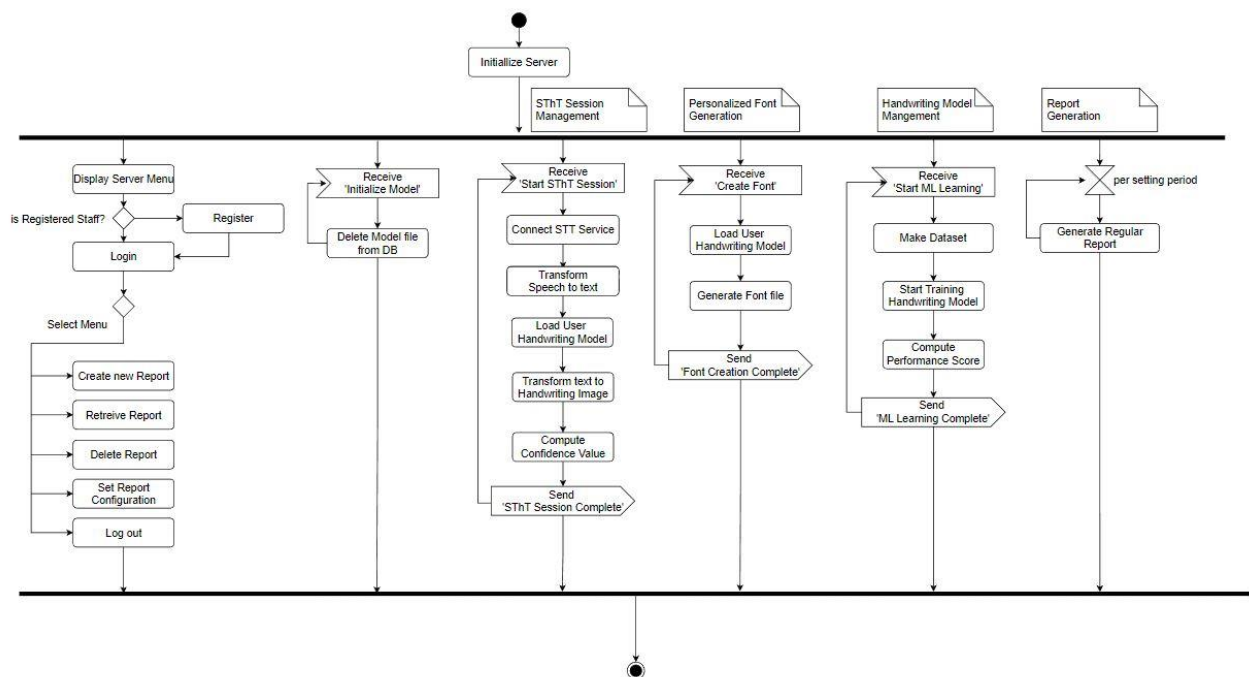 Initiallize Server
SThT Session
Management
Personalized Font
Generation
Handwriting Model
Mangement
Report
Generation
Display Server Menu
is Registered Staff?
Register
Login
Select Menu
Create new Report
Retreive Report
Delete Report
Set Report
Configuration
Log out
Receive
'Initialize Model'
Delete Model file
from DB
Receive
'Start SThT Session'
Connect STT Service
Transform
Speech to text
Load User
Handwriting Model
Transform text to
Handwriting Image
Compute
Confidence Value
Send
'SThT Session Complete'
Receive
'Create Font'
Load User
Handwriting Model
Generate Font file
Send
'Font Creation Complete'
Receive
'Start ML Learning'
Make Dataset
Start Training
Handwriting Model
Compute
Performance Score
Send
'ML Learning Complete'
per setting period
Generate Regular
Report